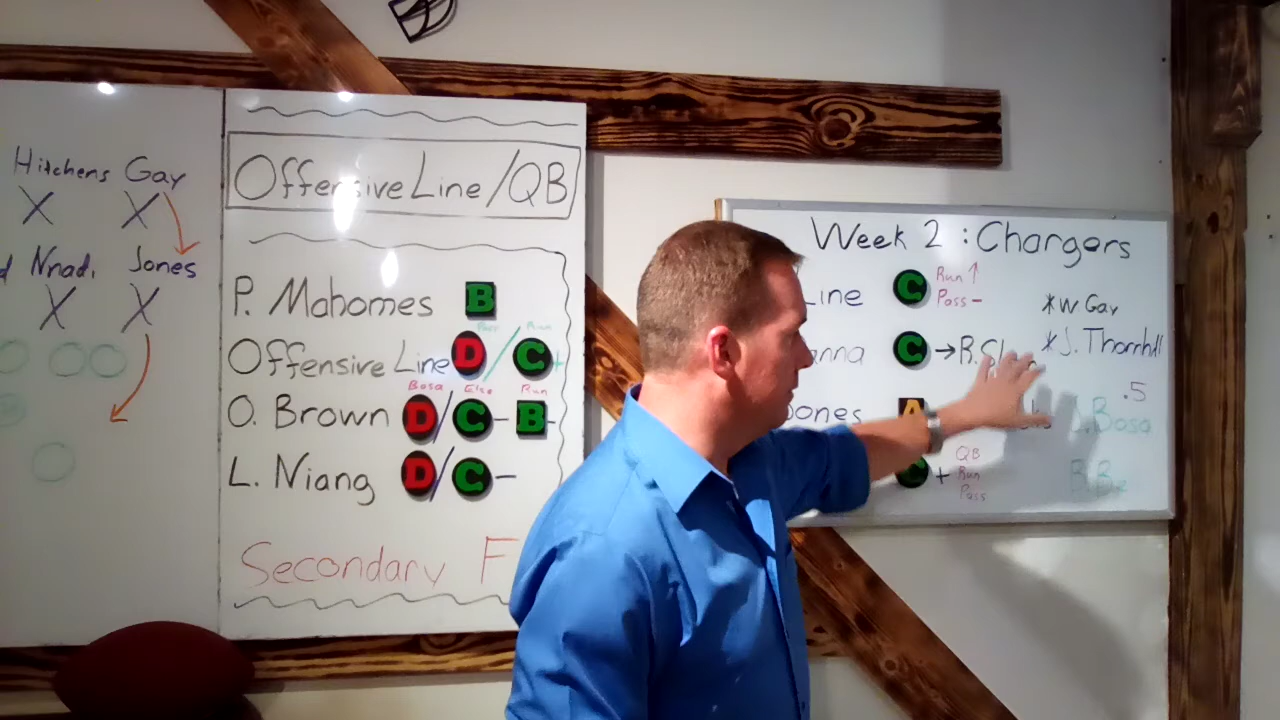 Hitchens Gay
X X
Nnadi Jones
X X
Offensive Line/QB
P. Mahomes B
Pass Run
Offensive Line D / C +
Bosa Else Run
O. Brown D / C - B -
L. Niang D / C -
Secondary F
Week 2 : Chargers
Line C Run ↑
Pass -
*W Gay
C → R.
*J. Thornhill
Jones A
.5
Bosa
C + QB
Run
Pass